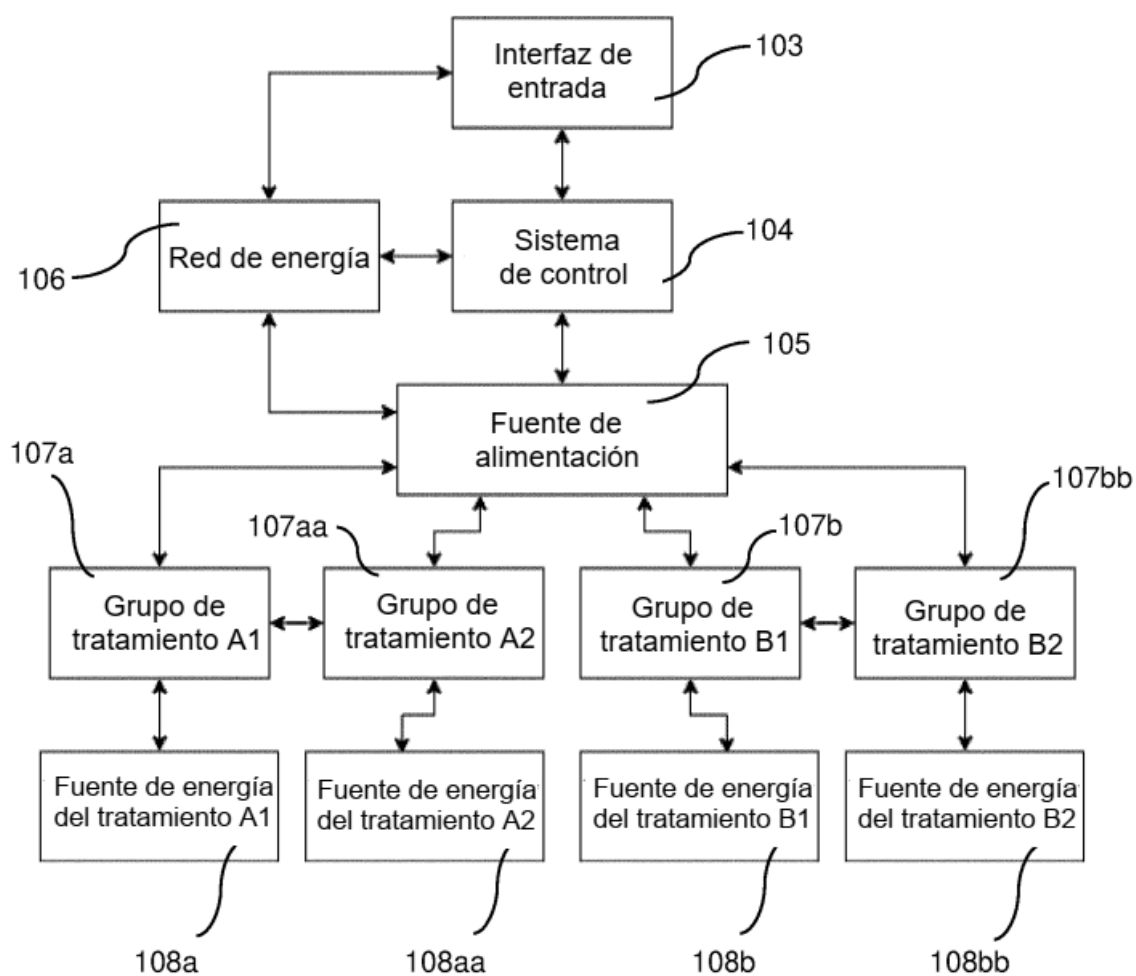 Interfaz de
entrada
103
106
Red de energía
Sistema
de control
104
105
Fuente de
alimentación
107a
107aa
107b
107bb
Grupo de
tratamiento A1
Grupo de
tratamiento A2
Grupo de
tratamiento B1
Grupo de
tratamiento B2
Fuente de energía
del tratamiento A1
Fuente de energía
del tratamiento A2
Fuente de energía
del tratamiento B1
Fuente de energía
del tratamiento B2
108a
108aa
108b
108bb